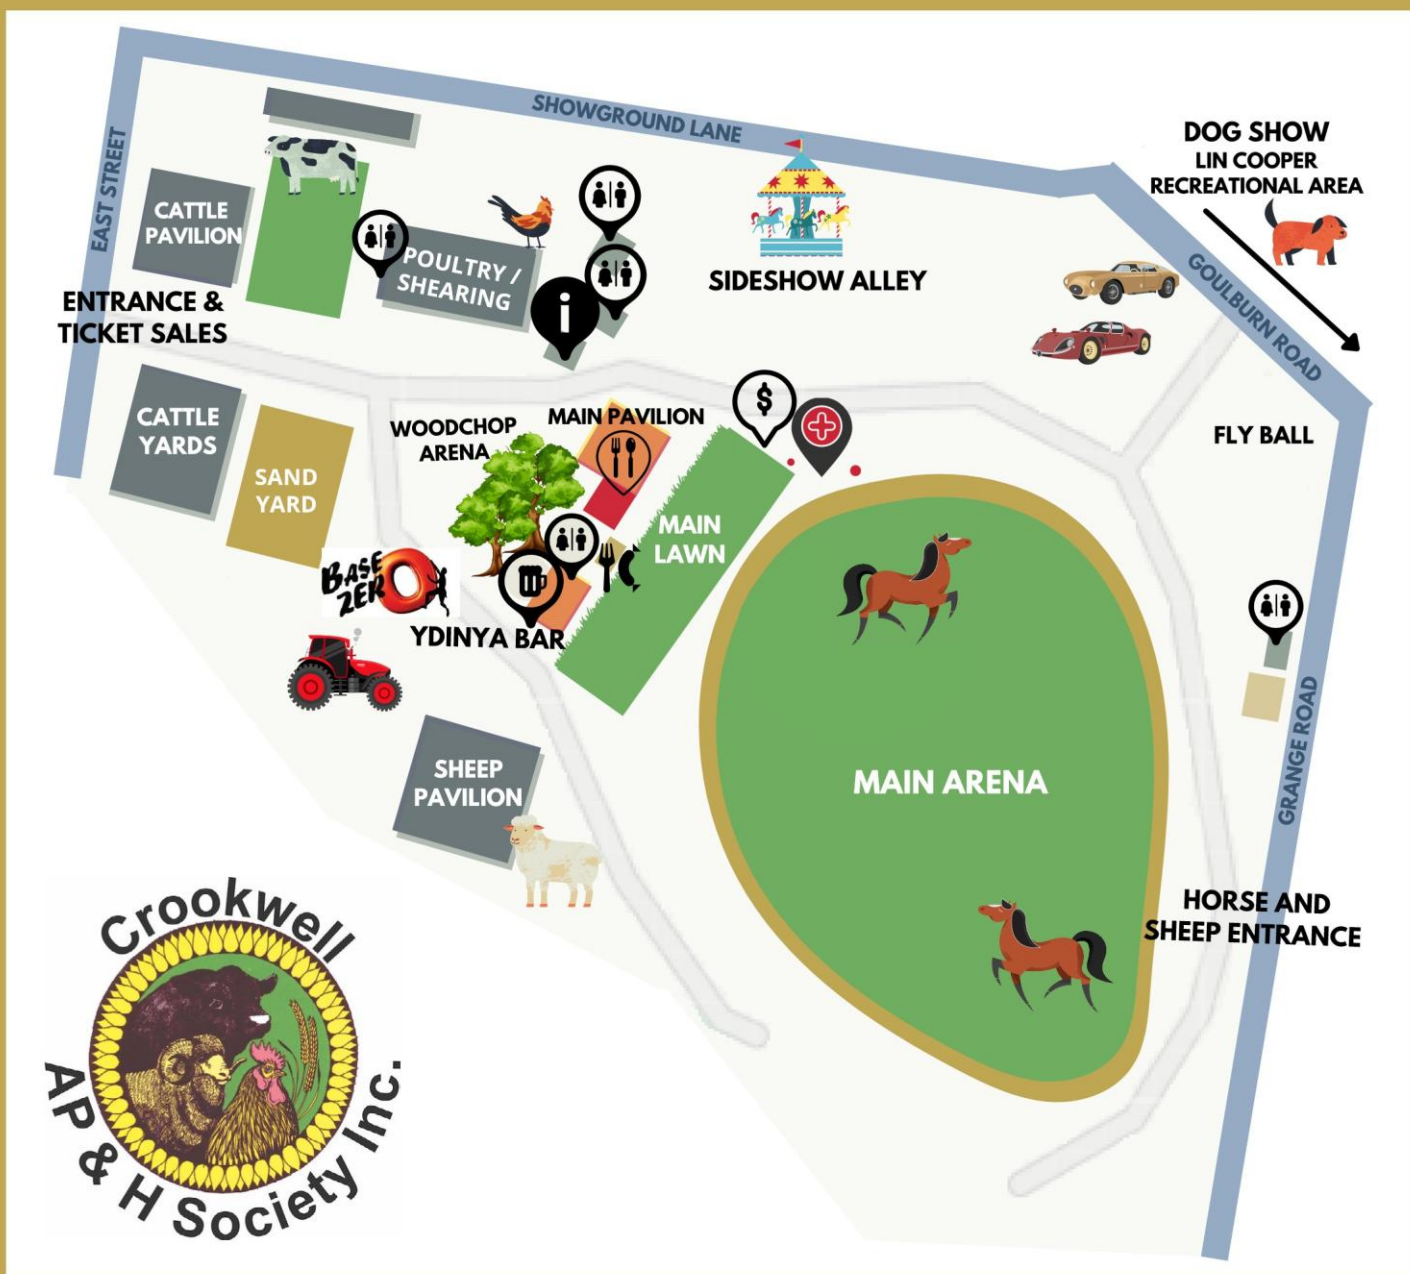 SHOWGROUND LANE
EAST STREET
DOG SHOW
LIN COOPER
RECREATIONAL AREA
CATTLE
PAVILION
POULTRY /
SHEARING
i
SIDESHOW ALLEY
GOULBURN ROAD
ENTRANCE &
TICKET SALES
CATTLE
YARDS
SAND
YARD
WOODCHOP
ARENA
MAIN PAVILION
$
FLY BALL
MAIN
LAWN
BASE
ZERO
YDINYA BAR
SHEEP
PAVILION
MAIN ARENA
GRANGE ROAD
HORSE AND
SHEEP ENTRANCE
Crookwell
AP & H Society Inc.